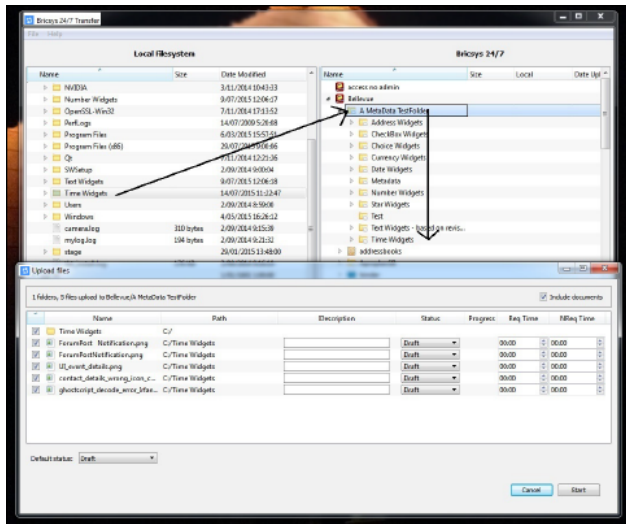 Bricsys 24/7 Transfer
File Help
Local Filesystem
Bricsys 24/7
Name Size Date Modified
Name Size Local Date Upl
NVIDIA 3/11/2014 10:43:33
access no admin
Number Widgets 9/07/2015 12:06:17
Bellevue
OpenSSL-Win32 7/11/2014 17:13:52
A MetaData TestFolder
PerfLogs 14/07/2009 5:20:08
Address Widgets
Program Files 6/03/2015 15:57:51
CheckBox Widgets
Program Files (x86)
Choice Widgets
Qt 7/11/2014 12:21:36
Currency Widgets
SWSetup 2/09/2014 9:00:04
Date Widgets
Text Widgets 9/07/2015 12:06:18
Metadata
Time Widgets 14/07/2015 11:22:47
Number Widgets
Users 2/09/2014 8:59:00
Star Widgets
Windows 4/05/2015 16:26:12
Test
camera.log 310 bytes 2/09/2014 9:15:39
Text Widgets - based on revis...
mylog.log 194 bytes 2/09/2014 9:21:32
Time Widgets
stage 29/01/2015 13:48:00
addressbooks
Upload files
1 folders, 5 files upload to Bellevue/A MetaData TestFolder
Include documents
Name Path Description Status Progress Req Time NReq Time
Time Widgets C:/
ForumPost Notification.png C:/Time Widgets Draft 00:00 00:00
ForumPostNotification.png C:/Time Widgets Draft 00:00 00:00
UI_event_details.png C:/Time Widgets Draft 00:00 00:00
contact_details_wrong_icon_c... C:/Time Widgets Draft 00:00 00:00
C:/Time Widgets Draft 00:00 00:00
Default status: Draft
Cancel Start